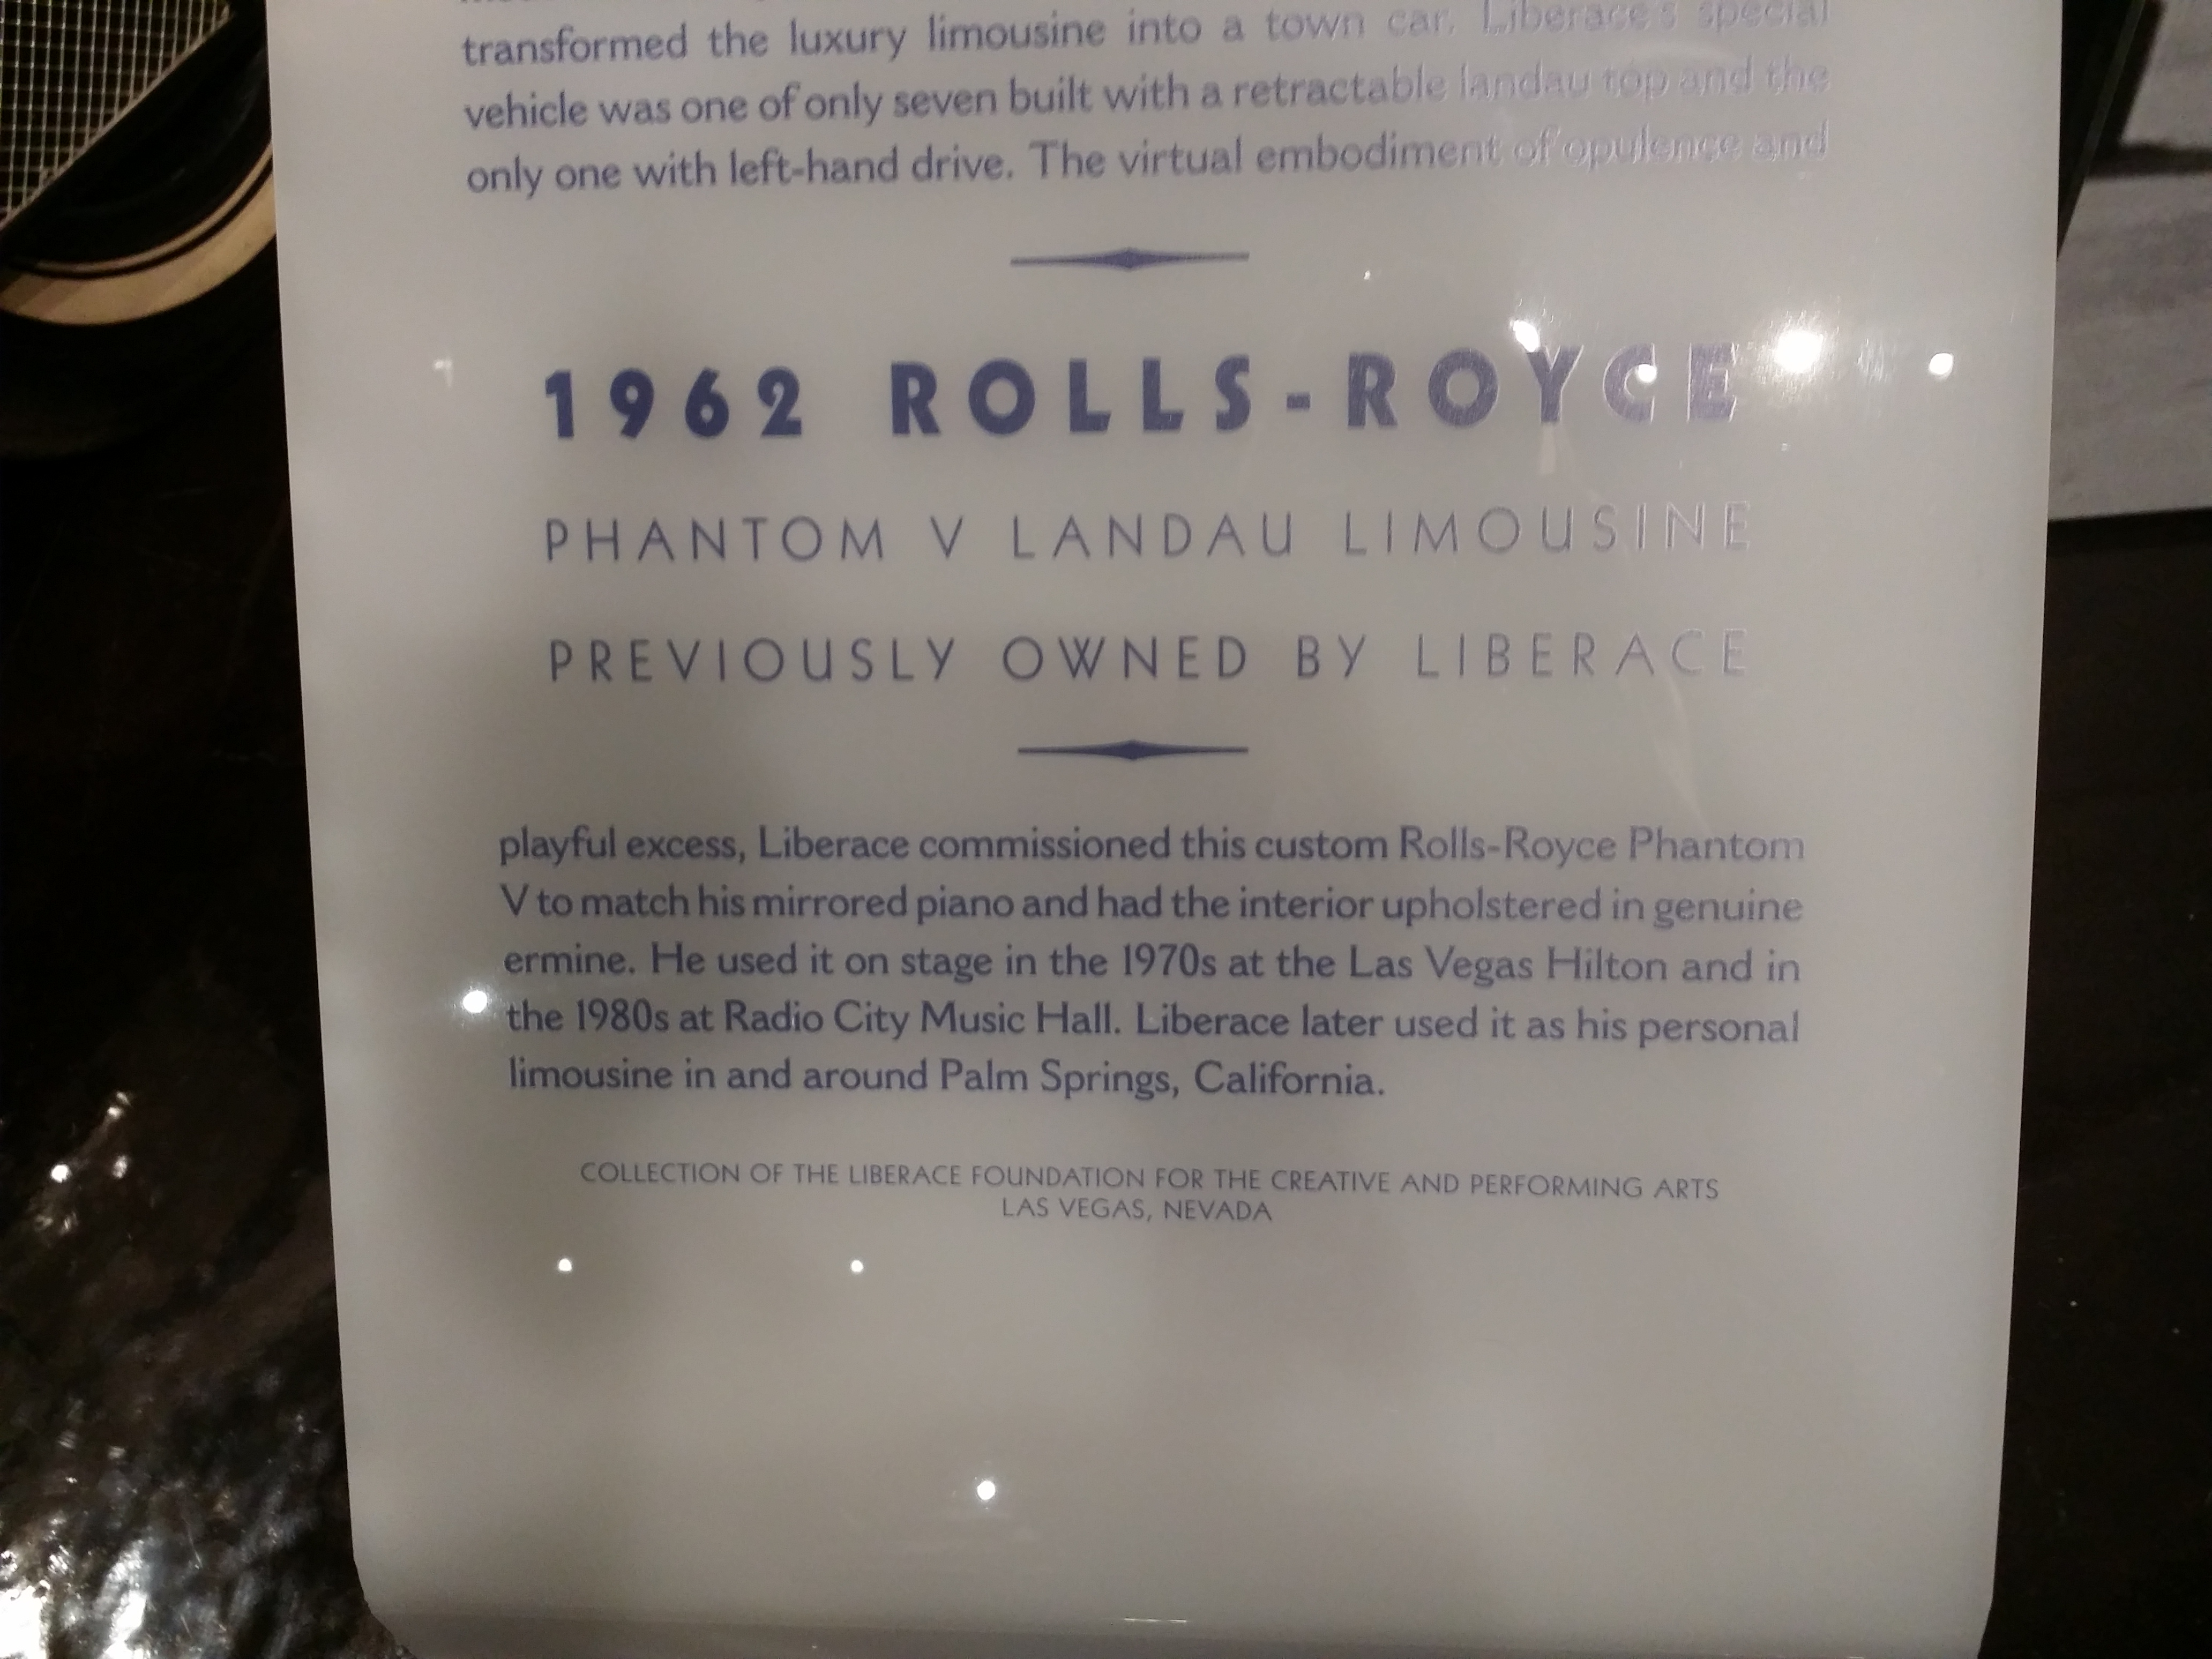 transformed the luxury limousine into a town car. Liberace's special
vehicle was one of only seven built with a retractable landau top and the
only one with left-hand drive. The virtual embodiment of opulence and
1962 ROLLS-ROYCE
PHANTOM V LANDAU LIMOUSINE
PREVIOUSLY OWNED BY LIBERACE
playful excess, Liberace commissioned this custom Rolls-Royce Phantom
V to match his mirrored piano and had the interior upholstered in genuine
ermine. He used it on stage in the 1970s at the Las Vegas Hilton and in
the 1980s at Radio City Music Hall. Liberace later used it as his personal
limousine in and around Palm Springs, California.
COLLECTION OF THE LIBERACE FOUNDATION FOR THE CREATIVE AND PERFORMING ARTS
LAS VEGAS, NEVADA